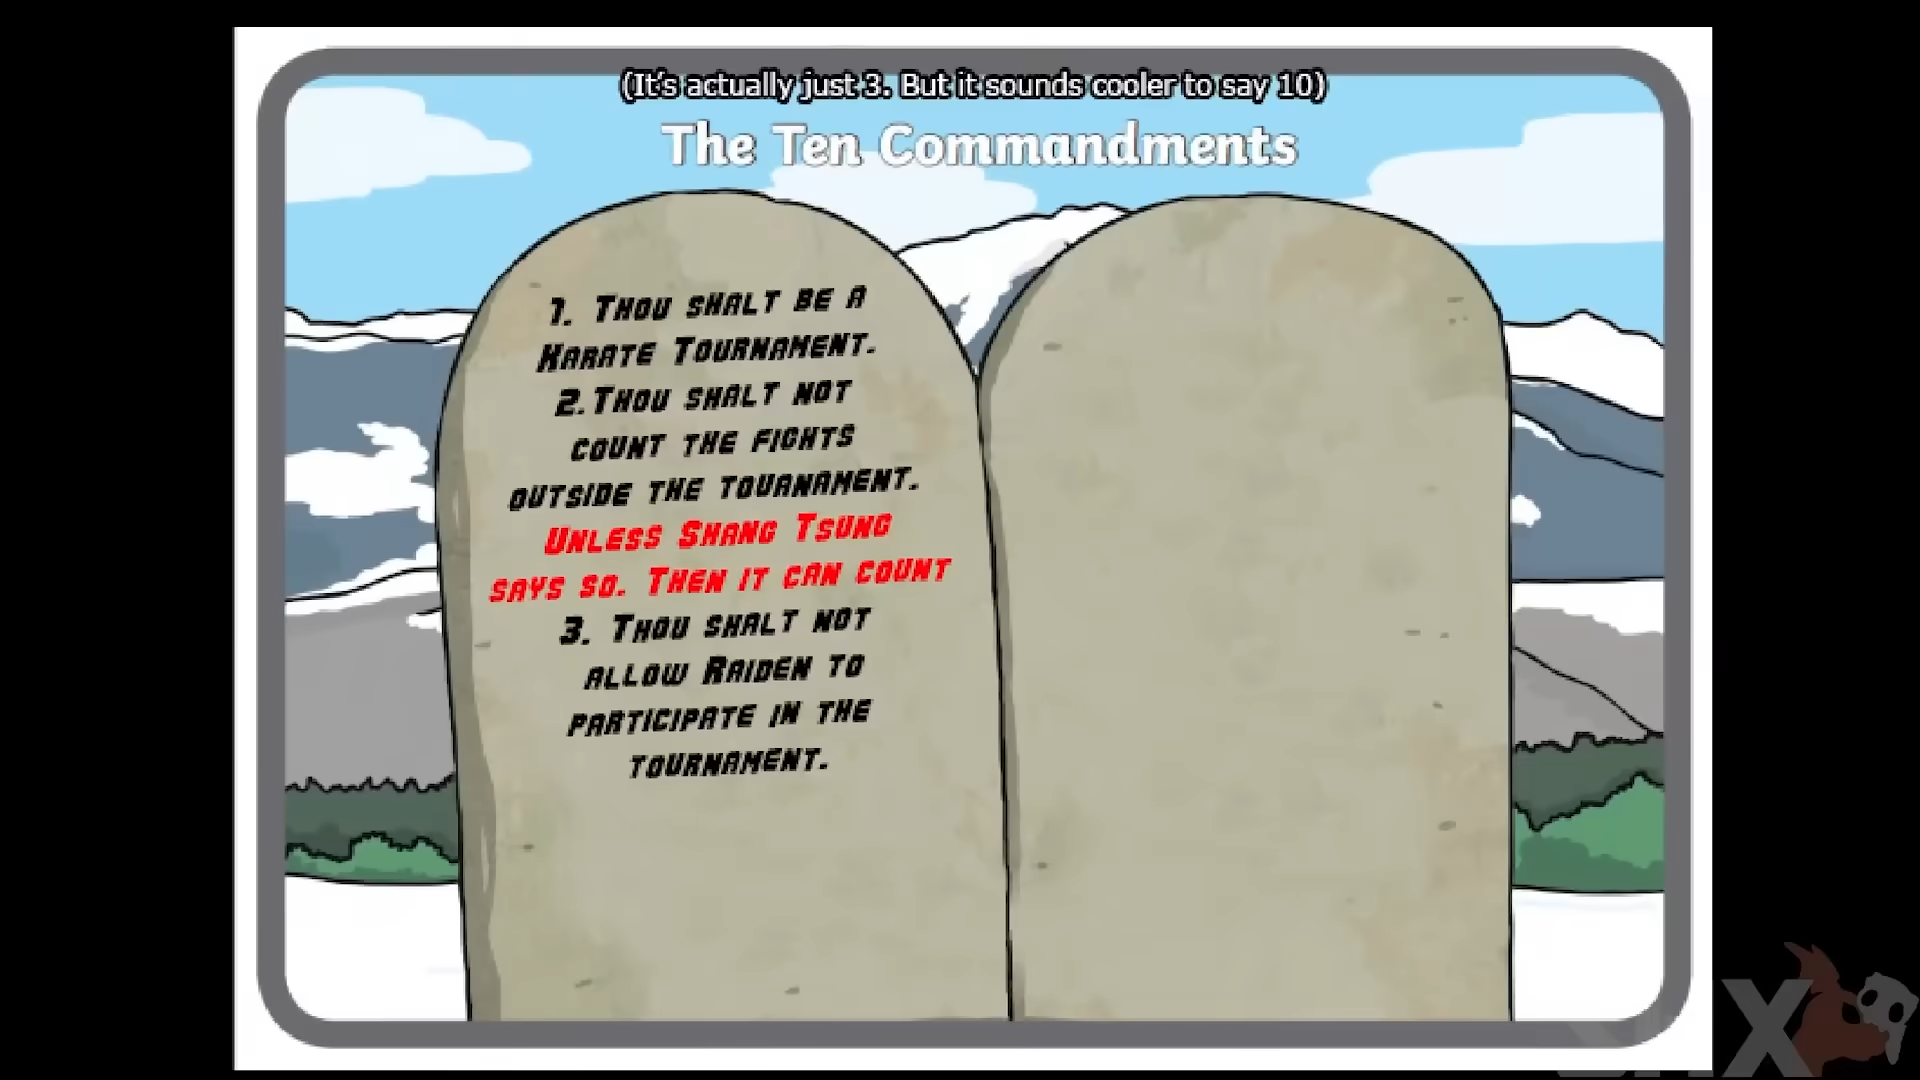 (It's actually just 3. But it sounds cooler to say 10)
The Ten Commandments
1. Thou shalt be a
Karate Tournament.
2. Thou shalt not
count the fights
outside the tournament.
Unless Shang Tsung
says so. Then it can count
3. Thou shalt not
allow Raiden to
participate in the
tournament.